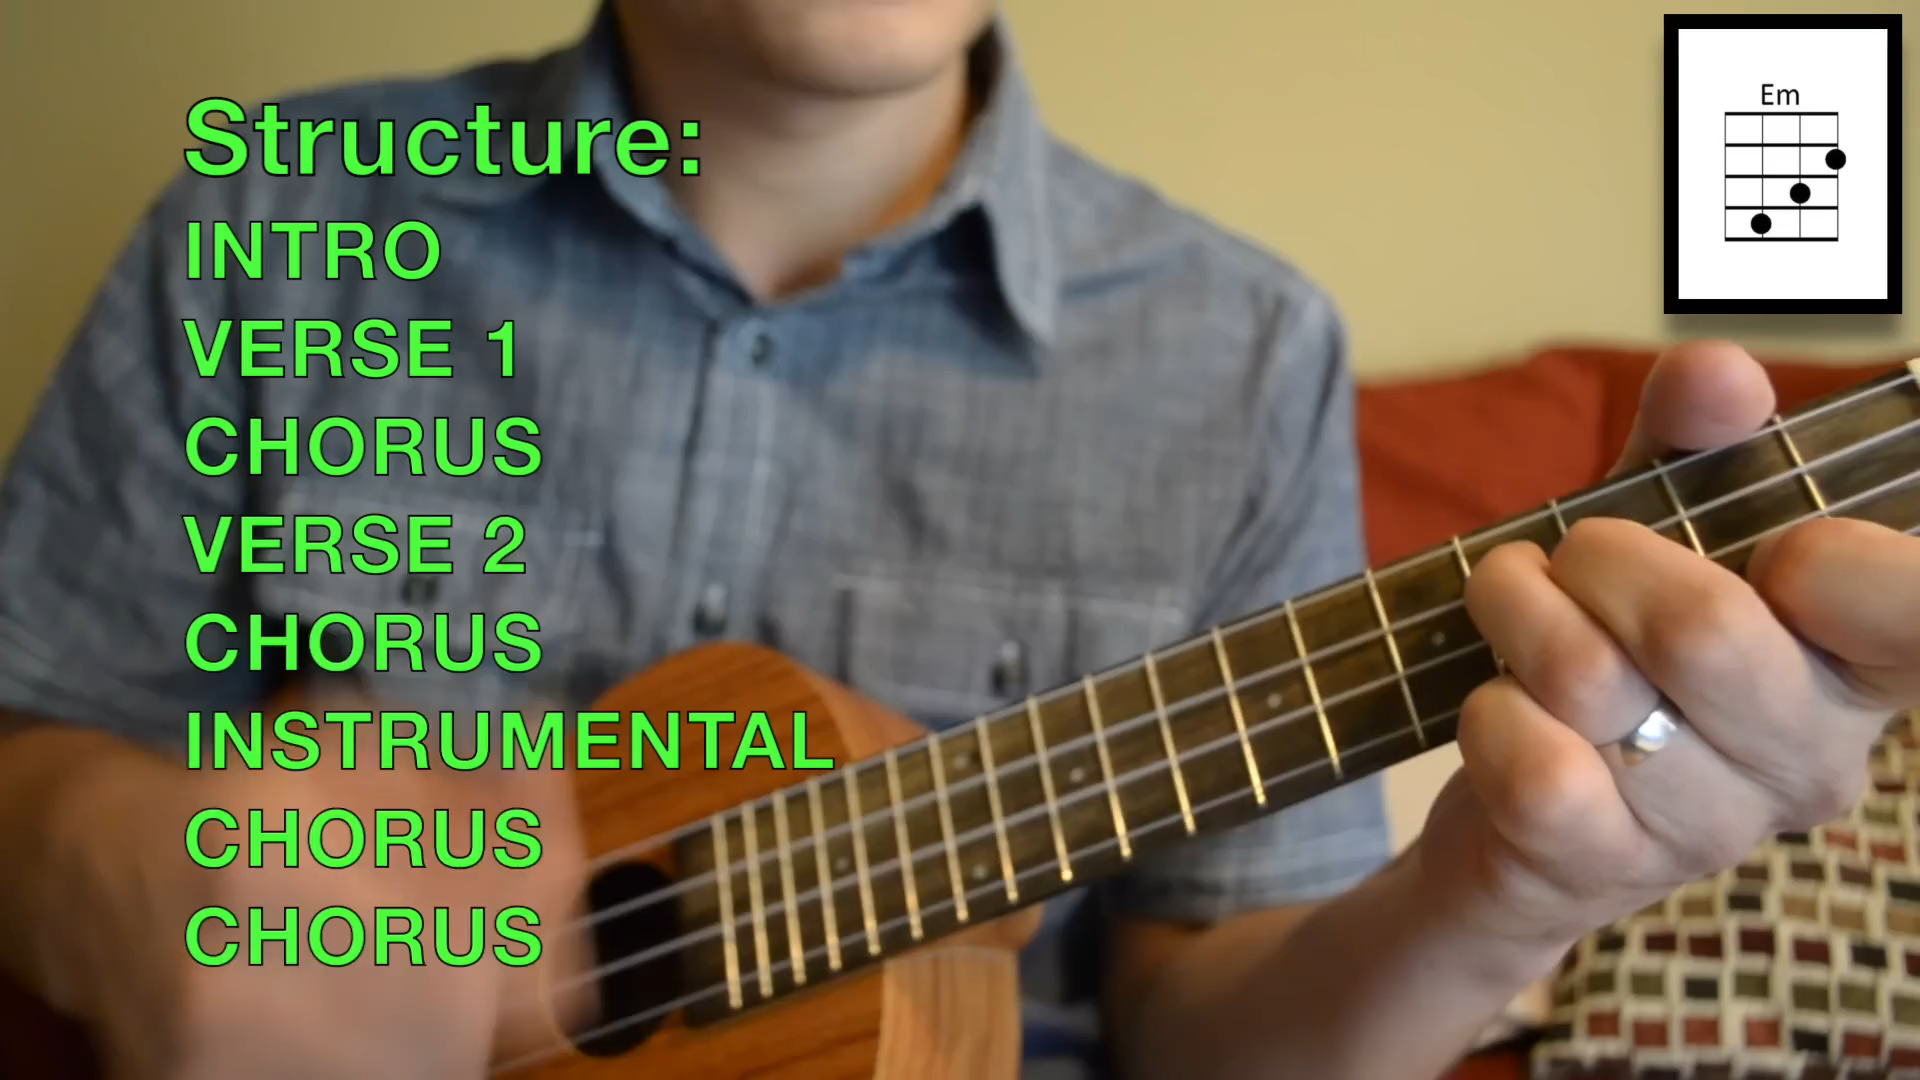 Structure:
INTRO
VERSE 1
CHORUS
VERSE 2
CHORUS
INSTRUMENTAL
CHORUS
CHORUS
Em